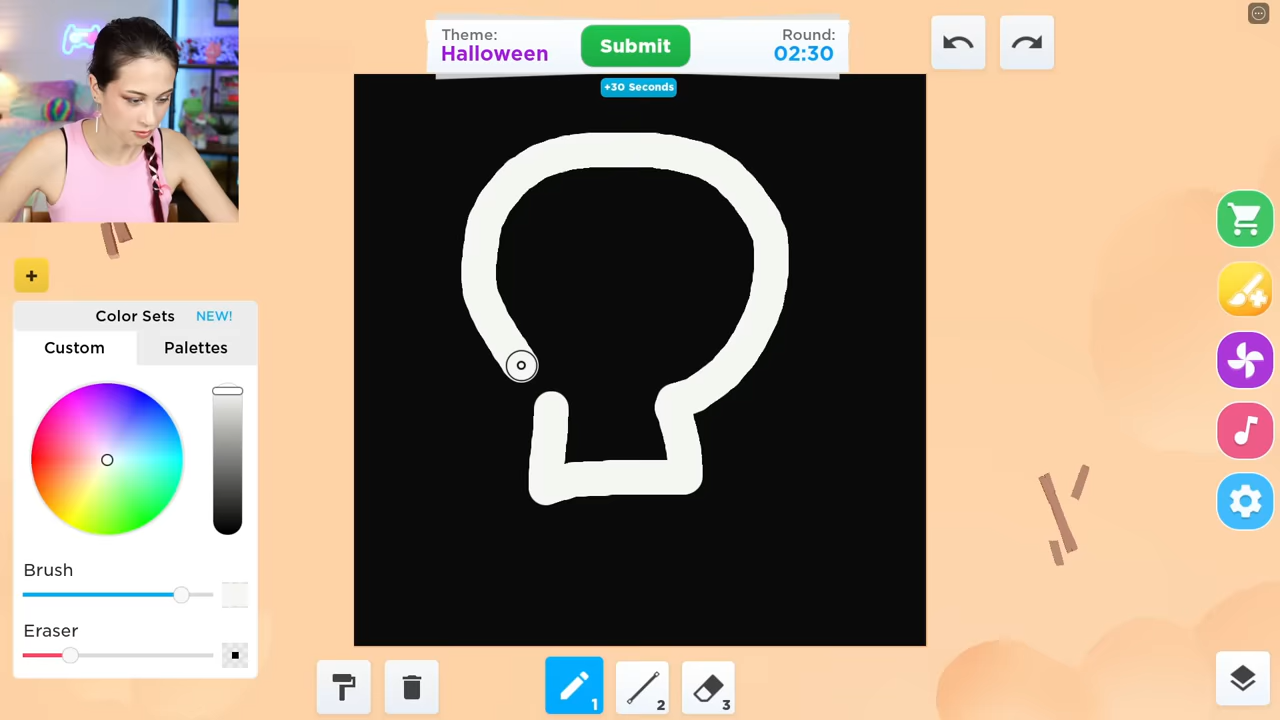 Theme:
Halloween
Submit
Round:
02:30
+30 Seconds
+
Color Sets NEW!
Custom Palettes
Brush
Eraser
1
2
3